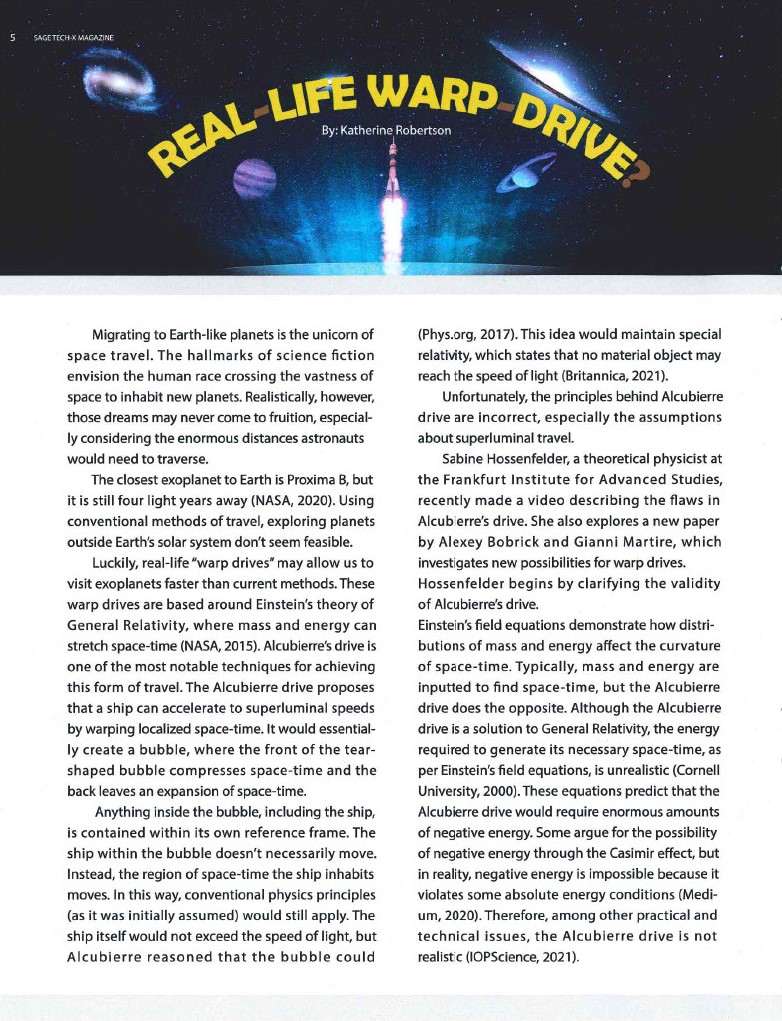 5 SAGE TECH-X MAGAZINE
REAL-LIFE WARP-DRIVE?
By: Katherine Robertson
Migrating to Earth-like planets is the unicorn of
space travel. The hallmarks of science fiction
envision the human race crossing the vastness of
space to inhabit new planets. Realistically, however,
those dreams may never come to fruition, especial-
ly considering the enormous distances astronauts
would need to traverse.
The closest exoplanet to Earth is Proxima B, but
it is still four light years away (NASA, 2020). Using
conventional methods of travel, exploring planets
outside Earth's solar system don't seem feasible.
Luckily, real-life "warp drives" may allow us to
visit exoplanets faster than current methods. These
warp drives are based around Einstein's theory of
General Relativity, where mass and energy can
stretch space-time (NASA, 2015). Alcubierre's drive is
one of the most notable techniques for achieving
this form of travel. The Alcubierre drive proposes
that a ship can accelerate to superluminal speeds
by warping localized space-time. It would essential-
ly create a bubble, where the front of the tear-
shaped bubble compresses space-time and the
back leaves an expansion of space-time.
Anything inside the bubble, including the ship,
is contained within its own reference frame. The
ship within the bubble doesn't necessarily move.
Instead, the region of space-time the ship inhabits
moves. In this way, conventional physics principles
(as it was initially assumed) would still apply. The
ship itself would not exceed the speed of light, but
Alcubierre reasoned that the bubble could
(Phys.org, 2017). This idea would maintain special
relativity, which states that no material object may
reach the speed of light (Britannica, 2021).
Unfortunately, the principles behind Alcubierre
drive are incorrect, especially the assumptions
about superluminal travel.
Sabine Hossenfelder, a theoretical physicist at
the Frankfurt Institute for Advanced Studies,
recently made a video describing the flaws in
Alcubierre's drive. She also explores a new paper
by Alexey Bobrick and Gianni Martire, which
investigates new possibilities for warp drives.
Hossenfelder begins by clarifying the validity
of Alcubierre's drive.
Einstein's field equations demonstrate how distri-
butions of mass and energy affect the curvature
of space-time. Typically, mass and energy are
inputted to find space-time, but the Alcubierre
drive does the opposite. Although the Alcubierre
drive is a solution to General Relativity, the energy
required to generate its necessary space-time, as
per Einstein's field equations, is unrealistic (Cornell
University, 2000). These equations predict that the
Alcubierre drive would require enormous amounts
of negative energy. Some argue for the possibility
of negative energy through the Casimir effect, but
in reality, negative energy is impossible because it
violates some absolute energy conditions (Medi-
um, 2020). Therefore, among other practical and
technical issues, the Alcubierre drive is not
realistic (IOPScience, 2021).